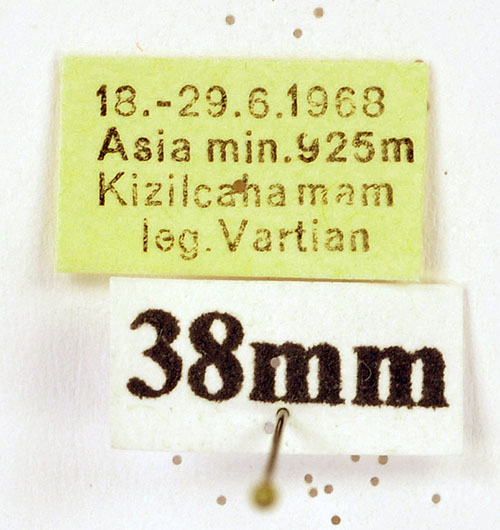 18.-29.6.1968
Asia min.925m
Kizilcahamam
leg. Vartian
38mm